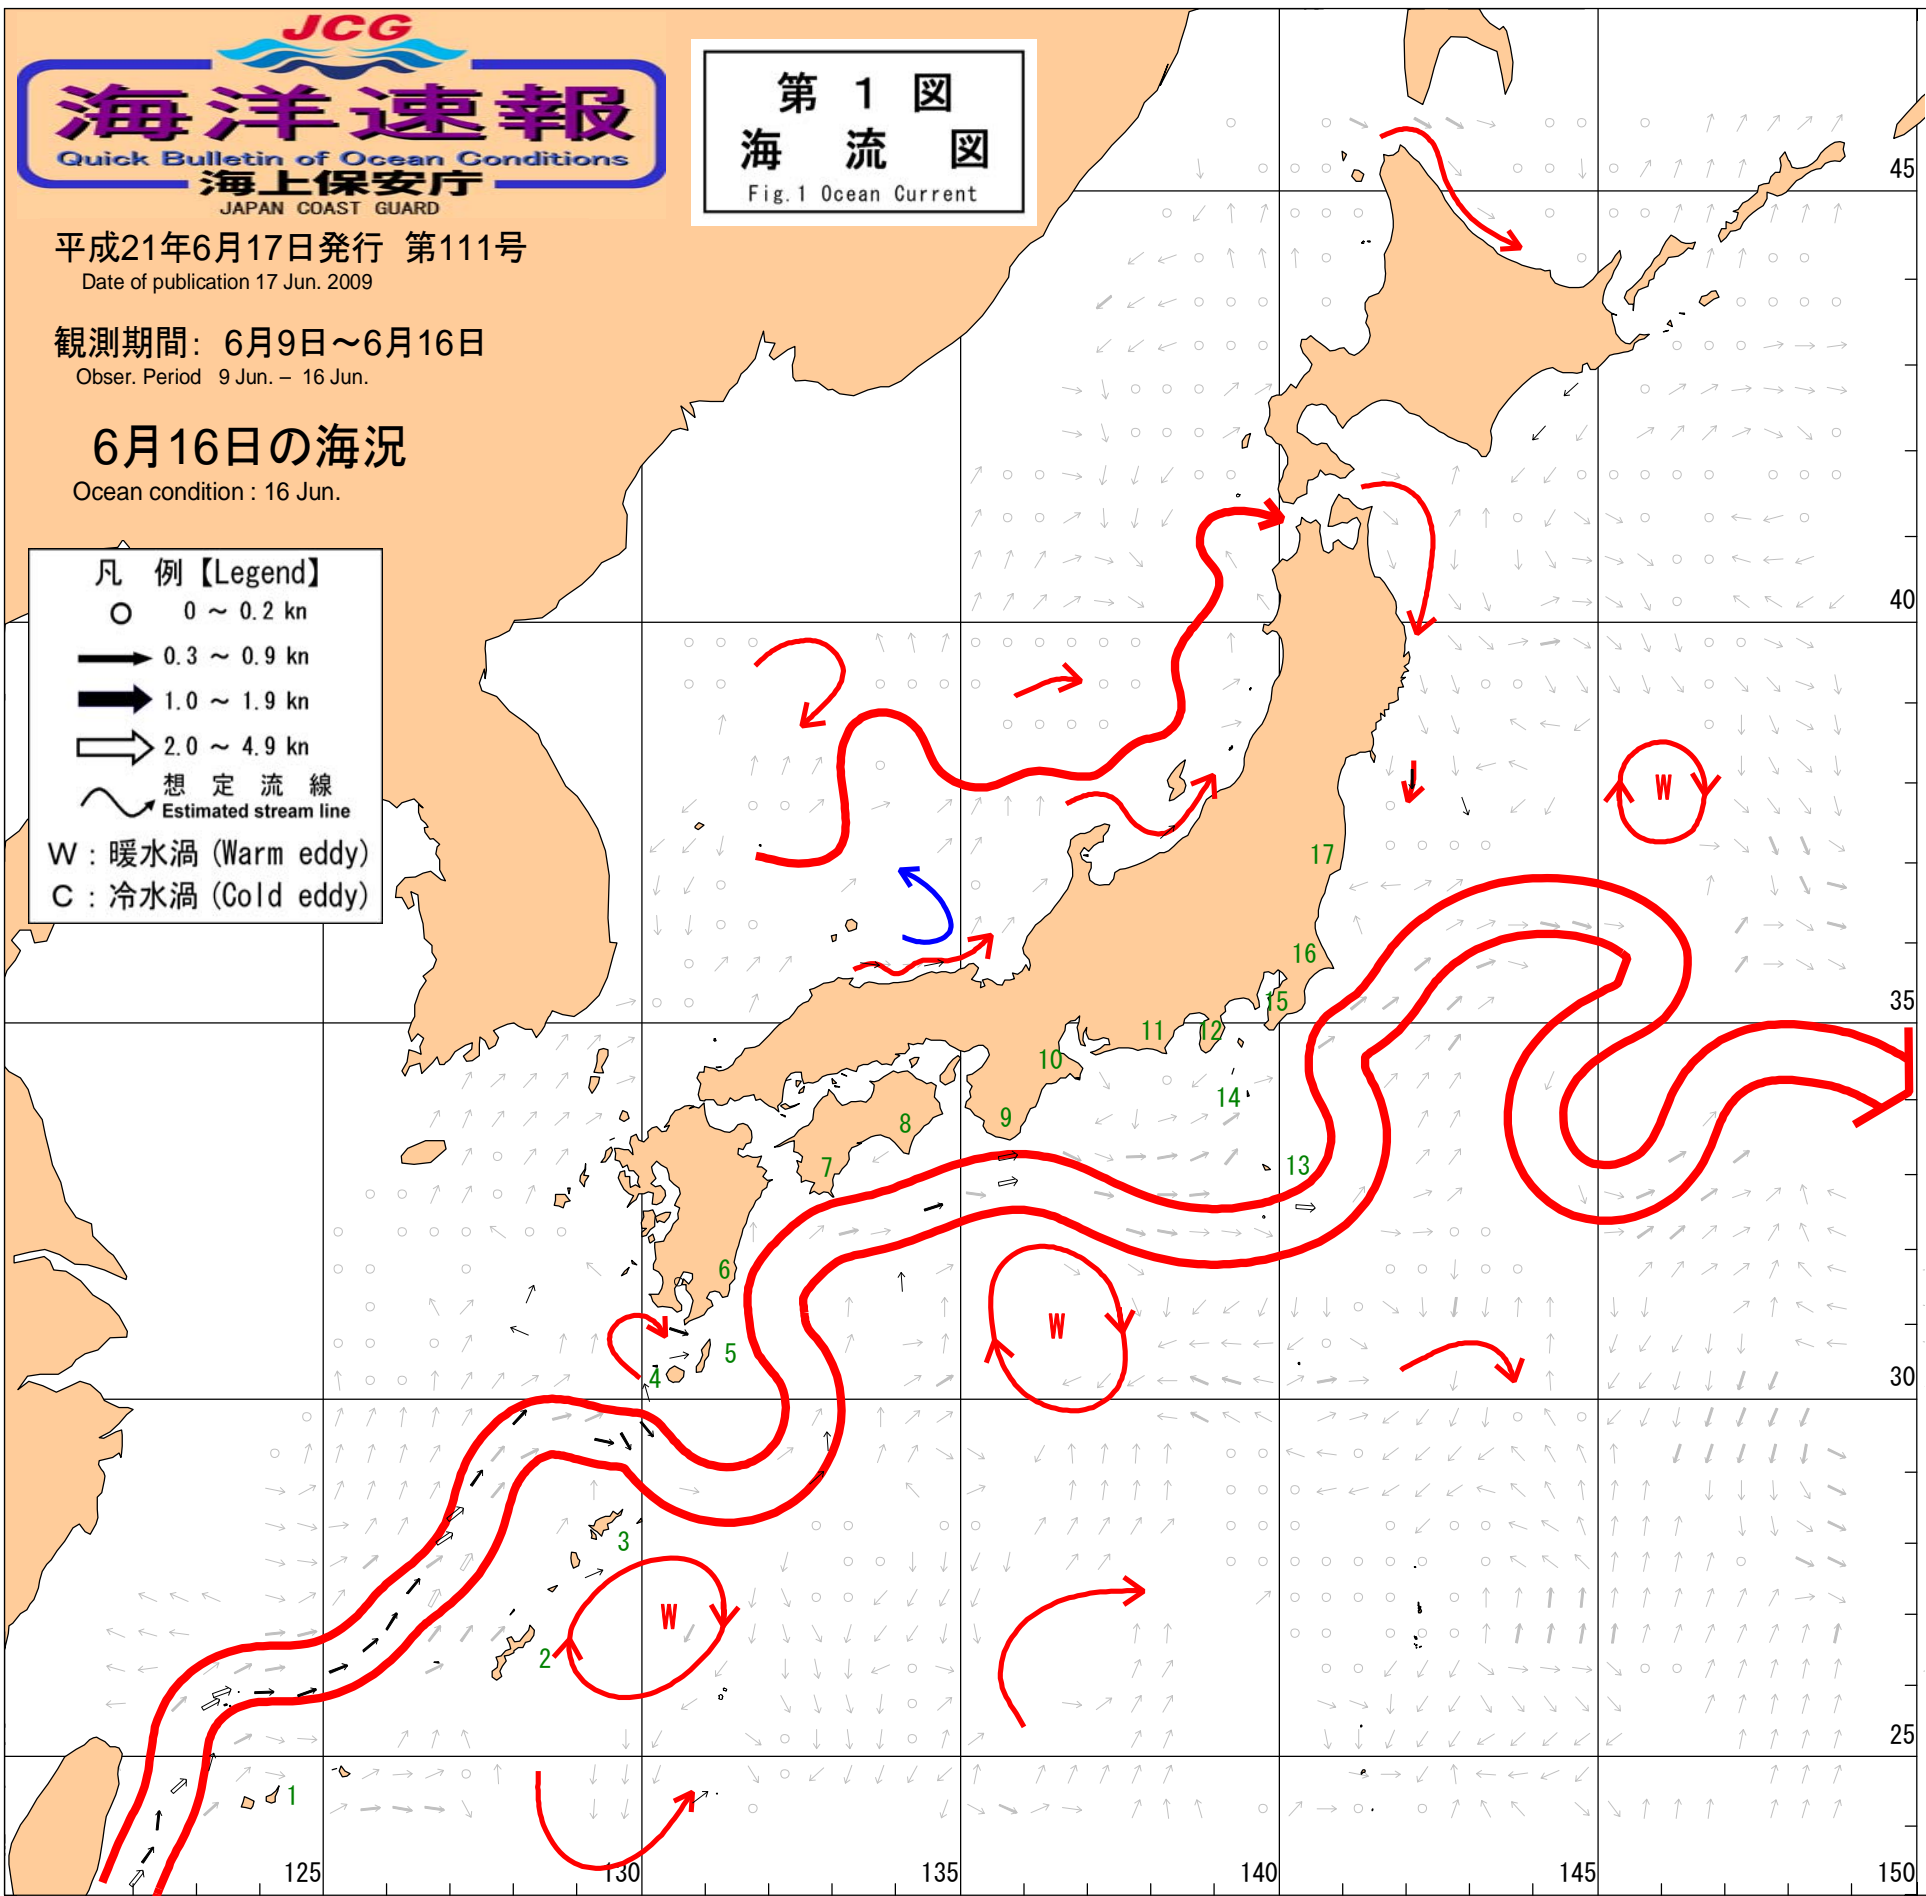 JCG
海洋速報
Quick Bulletin of Ocean Conditions
海上保安庁
JAPAN COAST GUARD
第 1 図
海 流 図
Fig.1 Ocean Current
平成21年6月17日発行 第111号
Date of publication 17 Jun. 2009
観測期間: 6月9日～6月16日
Obser. Period 9 Jun. – 16 Jun.
6月16日の海況
Ocean condition : 16 Jun.
凡 例【Legend】
0 ～ 0.2 kn
0.3 ～ 0.9 kn
1.0 ～ 1.9 kn
2.0 ～ 4.9 kn
想 定 流 線
Estimated stream line
W : 暖水渦 (Warm eddy)
C : 冷水渦 (Cold eddy)
45
40
W
17
16
35
15
11
12
10
14
9
8
7
13
6
W
5
4
30
3
W
2
25
1
125
130
135
140
145
150